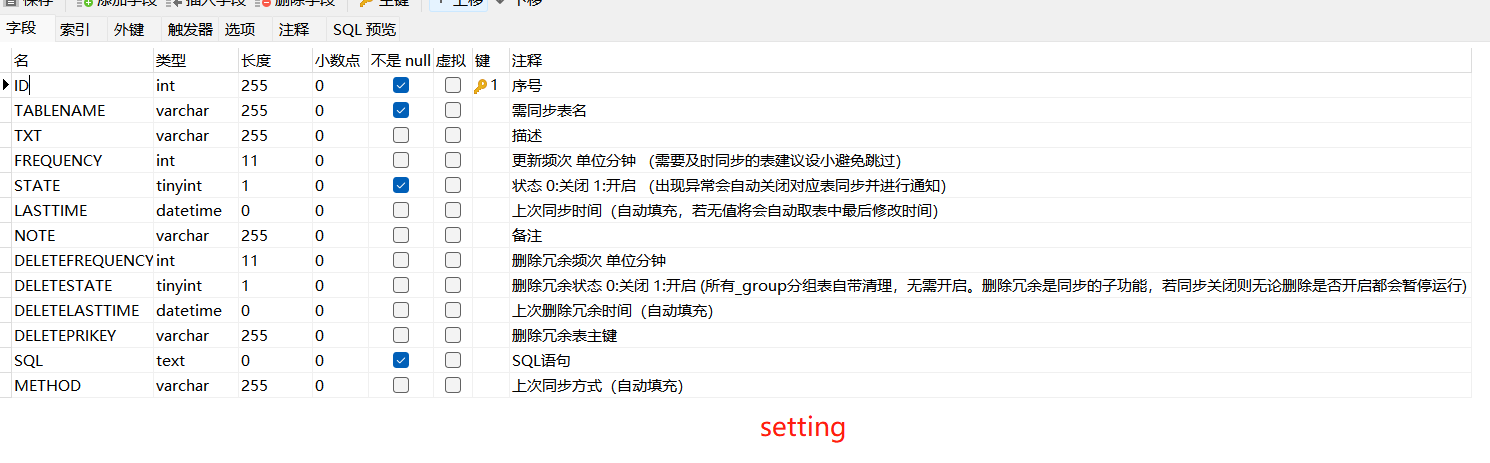 保存 添加字段 插入字段 删除字段 主键 上移 下移
字段 索引 外键 触发器 选项 注释 SQL 预览
名 类型 长度 小数点 不是 null 虚拟 键 注释
ID int 255 0 1 序号
TABLENAME varchar 255 0 需同步表名
TXT varchar 255 0 描述
FREQUENCY int 11 0 更新频次 单位分钟 （需要及时同步的表建议设小避免跳过）
STATE tinyint 1 0 状态 0:关闭 1:开启 （出现异常会自动关闭对应表同步并进行通知）
LASTTIME datetime 0 0 上次同步时间（自动填充，若无值将会自动取表中最后修改时间）
NOTE varchar 255 0 备注
DELETEFREQUENCY int 11 0 删除冗余频次 单位分钟
DELETESTATE tinyint 1 0 删除冗余状态 0:关闭 1:开启 (所有_group分组表自带清理，无需开启。删除冗余是同步的子功能，若同步关闭则无论删除是否开启都会暂停运行)
DELETELASTTIME datetime 0 0 上次删除冗余时间（自动填充）
DELETEPRIKEY varchar 255 0 删除冗余表主键
SQL text 0 0 SQL语句
METHOD varchar 255 0 上次同步方式（自动填充）
setting